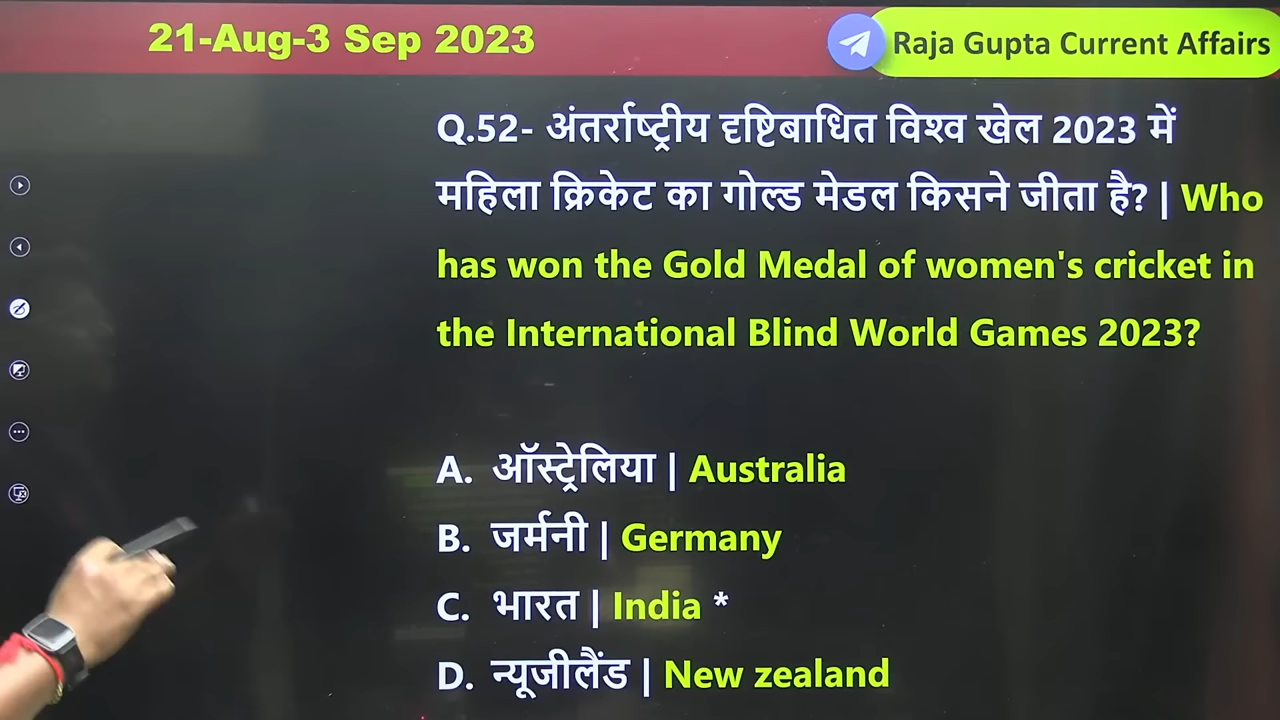 21-Aug-3 Sep 2023
Raja Gupta Current Affairs
Q.52- अंतर्राष्ट्रीय दृष्टिबाधित विश्व खेल 2023 में
महिला क्रिकेट का गोल्ड मेडल किसने जीता है? | Who
has won the Gold Medal of women's cricket in
the International Blind World Games 2023?
A. ऑस्ट्रेलिया | Australia
B. जर्मनी | Germany
C. भारत | India *
D. न्यूजीलैंड | New zealand